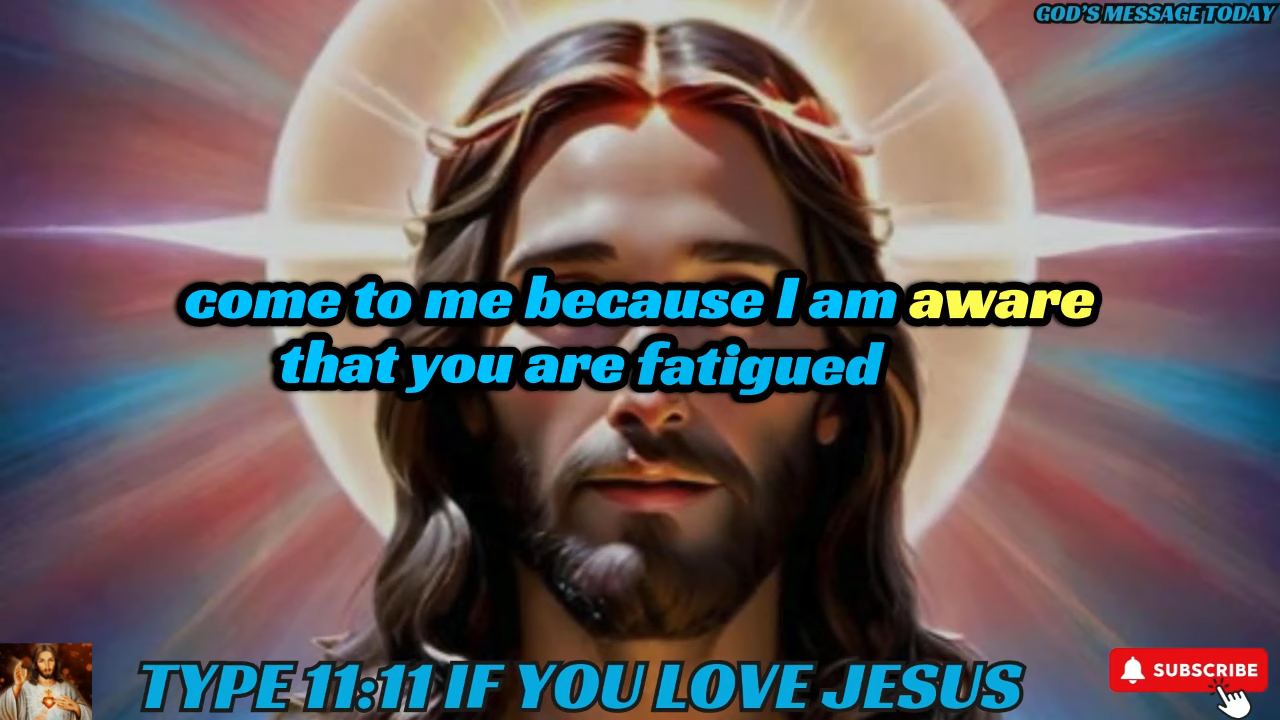 GOD'S MESSAGE TODAY
come to me because I am aware
that you are fatigued
TYPE 11:11 IF YOU LOVE JESUS
SUBSCRIBE